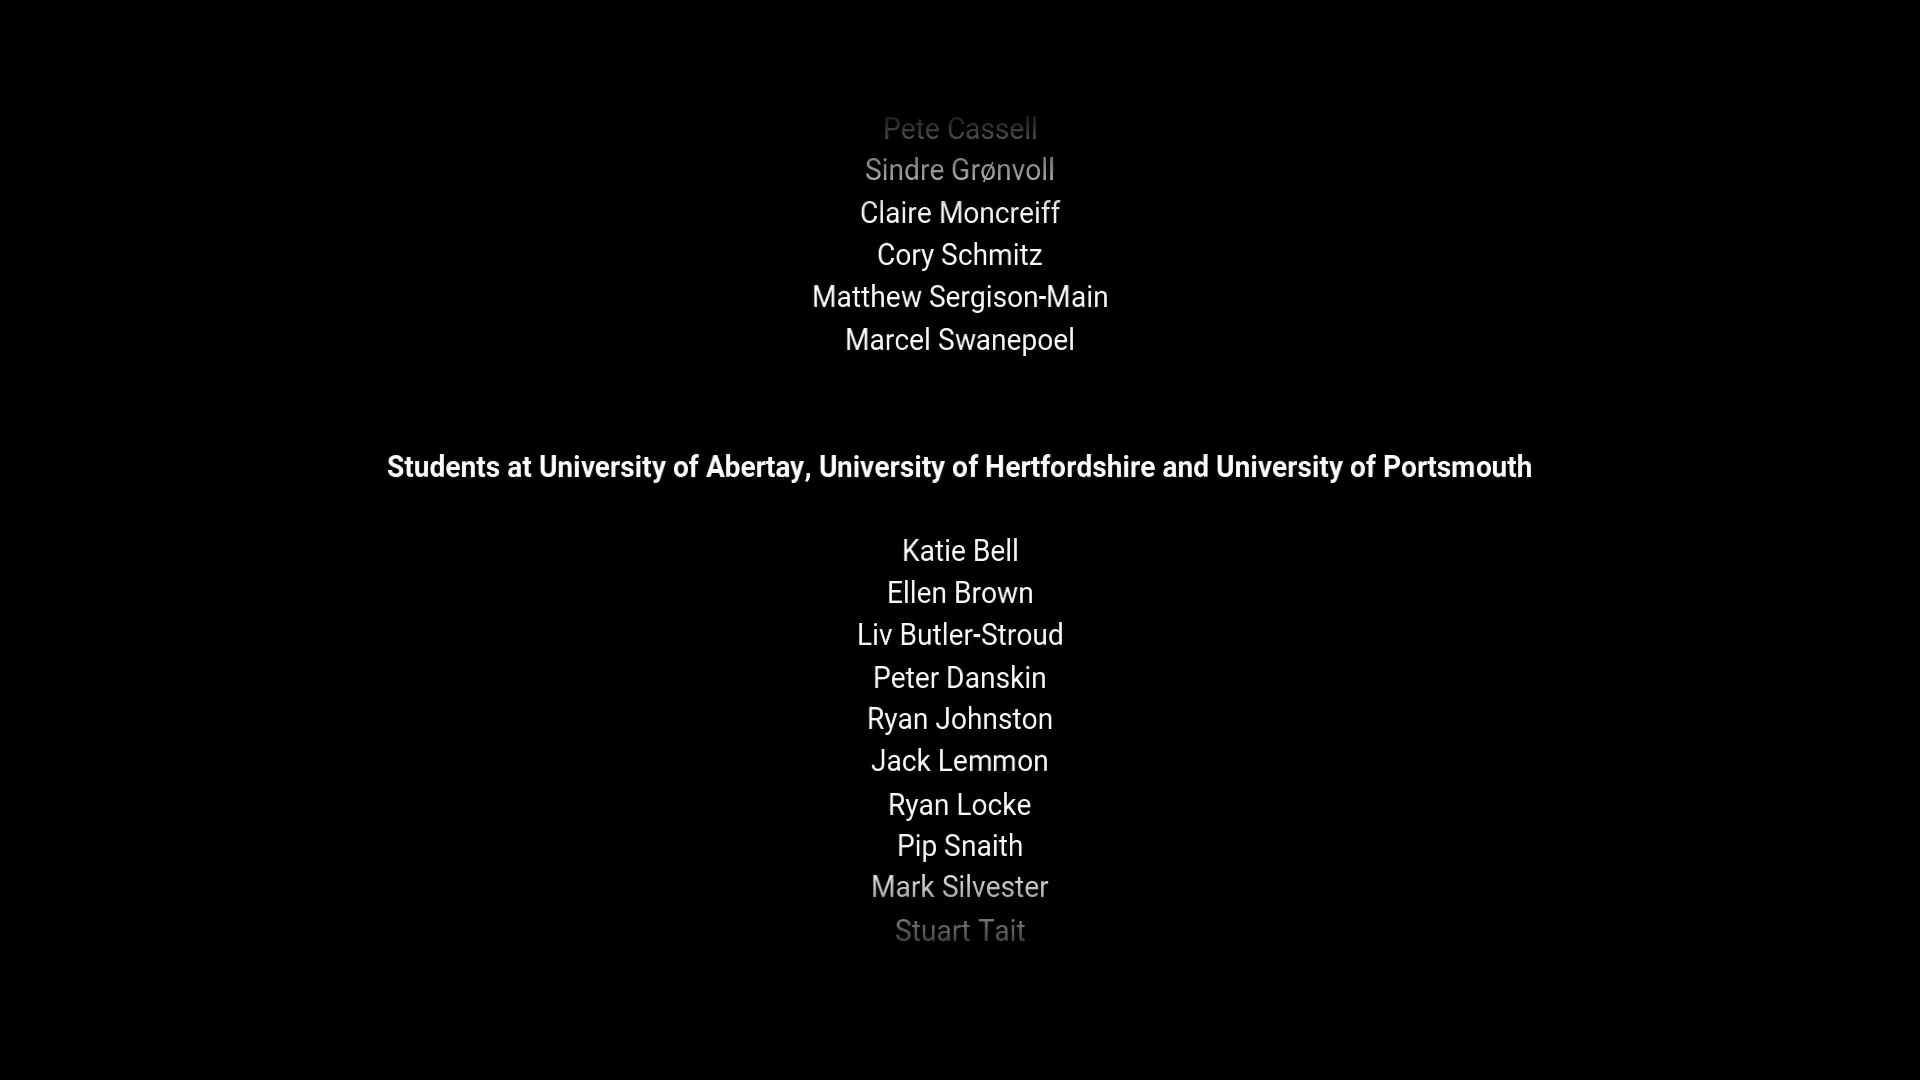 Pete Cassell
Sindre Grønvoll
Claire Moncreiff
Cory Schmitz
Matthew Sergison-Main
Marcel Swanepoel
Students at University of Abertay, University of Hertfordshire and University of Portsmouth
Katie Bell
Ellen Brown
Liv Butler-Stroud
Peter Danskin
Ryan Johnston
Jack Lemmon
Ryan Locke
Pip Snaith
Mark Silvester
Stuart Tait